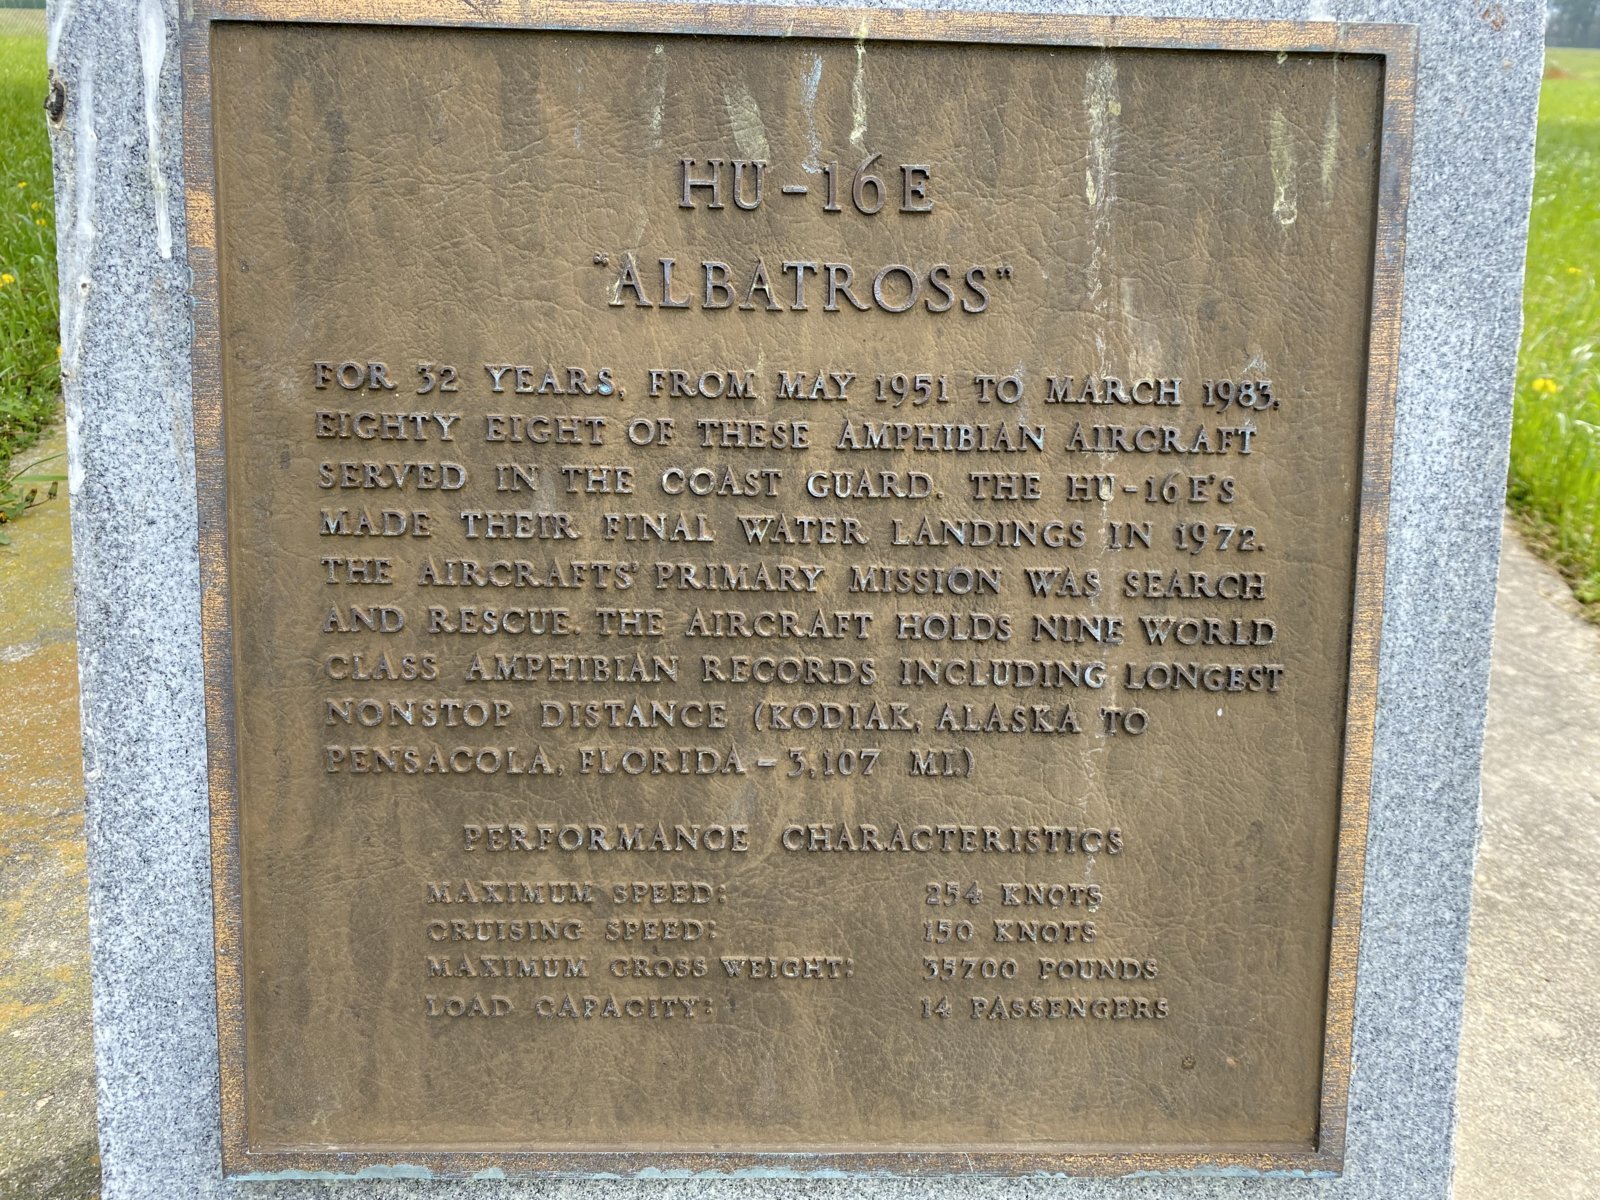 HU-16E
"ALBATROSS"
FOR 32 YEARS, FROM MAY 1951 TO MARCH 1983,
EIGHTY EIGHT OF THESE AMPHIBIAN AIRCRAFT
SERVED IN THE COAST GUARD. THE HU-16E'S
MADE THEIR FINAL WATER LANDINGS IN 1972.
THE AIRCRAFTS' PRIMARY MISSION WAS SEARCH
AND RESCUE. THE AIRCRAFT HOLDS NINE WORLD
CLASS AMPHIBIAN RECORDS INCLUDING LONGEST
NONSTOP DISTANCE (KODIAK, ALASKA TO
PENSACOLA, FLORIDA - 3,107 MI.)
PERFORMANCE CHARACTERISTICS
MAXIMUM SPEED: 254 KNOTS
CRUISING SPEED: 150 KNOTS
MAXIMUM GROSS WEIGHT: 35700 POUNDS
LOAD CAPACITY: 14 PASSENGERS